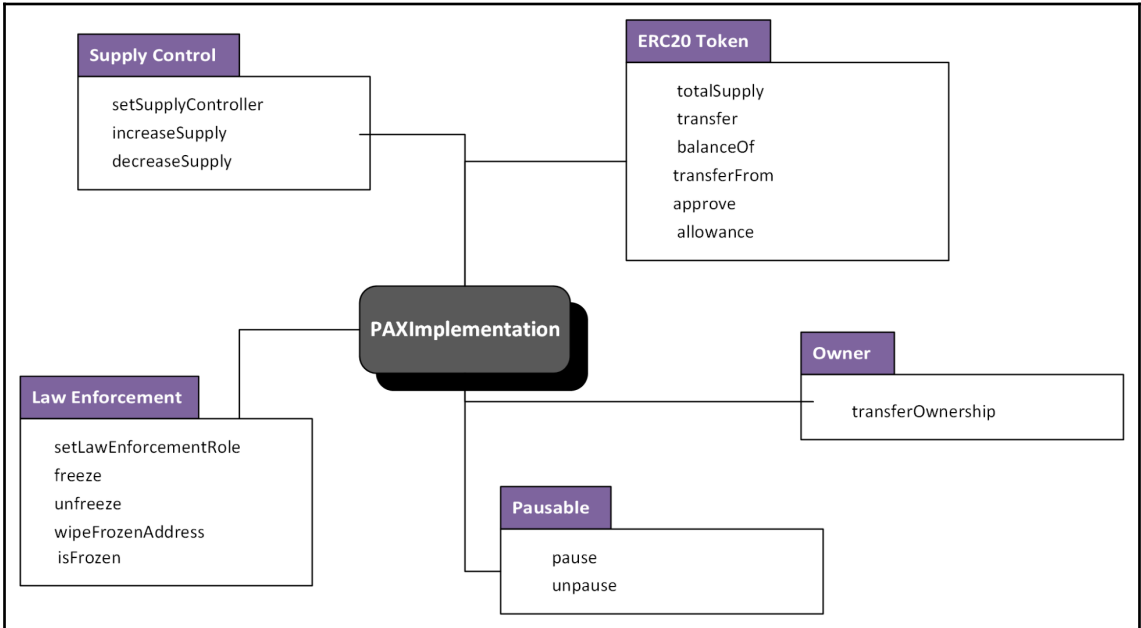 Supply Control
setSupplyController
increaseSupply
decreaseSupply
ERC20 Token
totalSupply
transfer
balanceOf
transferFrom
approve
allowance
PAXImplementation
Owner
transferOwnership
Law Enforcement
setLawEnforcementRole
freeze
unfreeze
wipeFrozenAddress
isFrozen
Pausable
pause
unpause